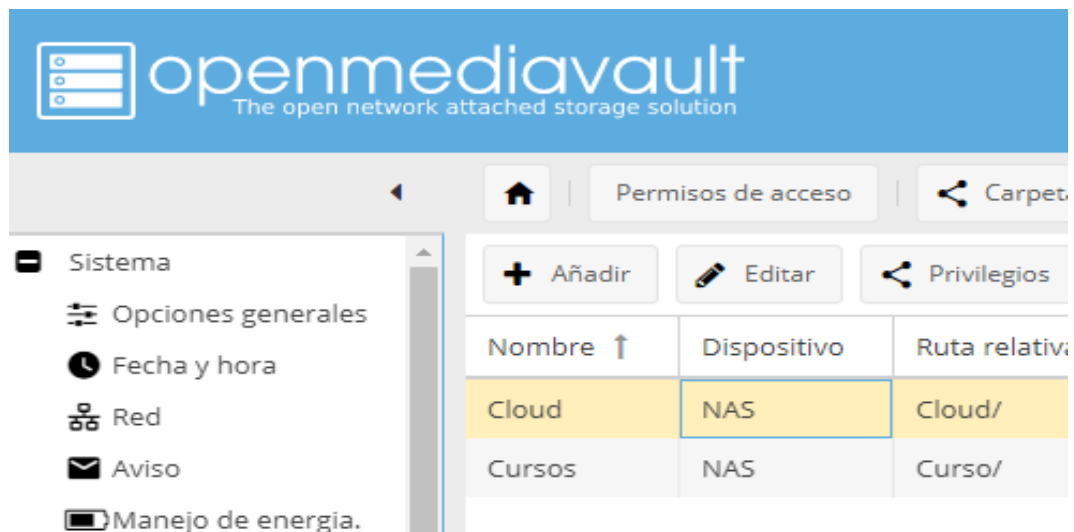 openmediavault
The open network attached storage solution
Permisos de acceso
Sistema
Añadir Editar Privilegios
Opciones generales
Nombre Dispositivo Ruta
Fecha y hora
Cloud NAS Cloud/
Red
Cursos NAS Curso/
Aviso
Manejo de energia.